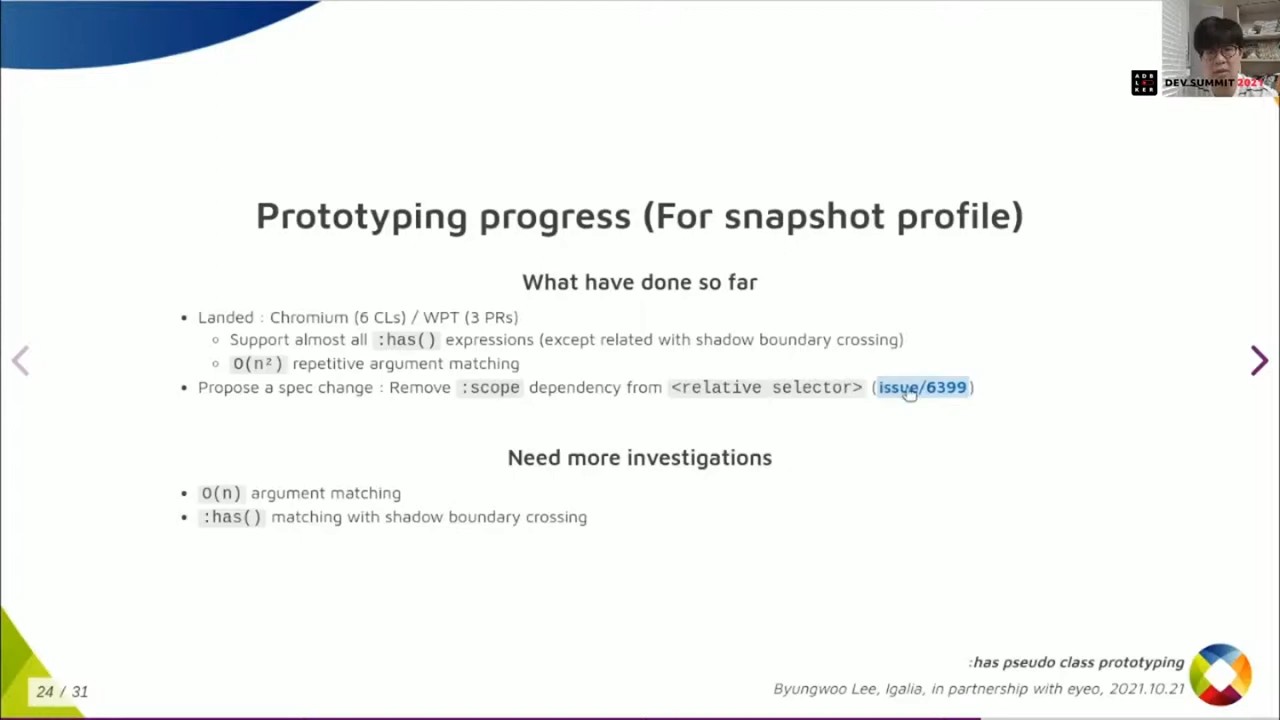 ADB
L CK
KER
DEV SUMMIT 2021
Prototyping progress (For snapshot profile)
What have done so far
Landed : Chromium (6 CLs) / WPT (3 PRs)
Support almost all :has() expressions (except related with shadow boundary crossing)
O(n²) repetitive argument matching
Propose a spec change : Remove :scope dependency from <relative selector> (issue/6399)
Need more investigations
O(n) argument matching
:has() matching with shadow boundary crossing
:has pseudo class prototyping
Byungwoo Lee, Igalia, in partnership with eyeo, 2021.10.21
24 / 31